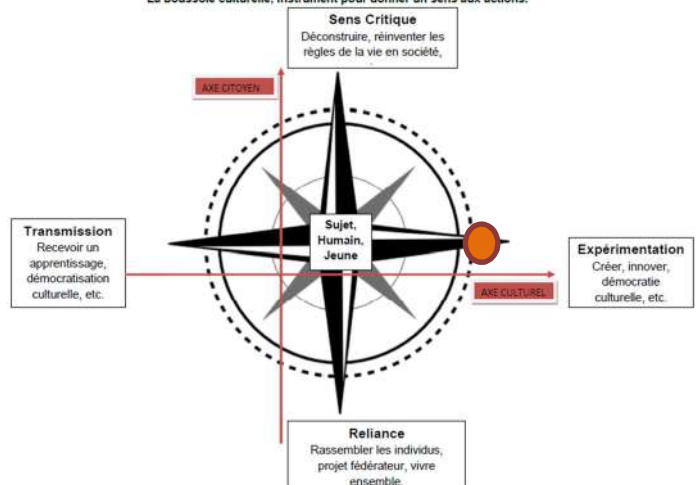 La boussole culturelle, instrument pour donner un sens aux actions.
Sens Critique
Déconstruire, réinventer les
règles de la vie en société,
AXE CITOYEN
Transmission
Recevoir un
apprentissage,
démocratisation
culturelle, etc.
Sujet,
Humain,
Jeune
Expérimentation
Créer, innover,
démocratie
culturelle, etc.
AXE CULTUREL
Reliance
Rassembler les individus,
projet fédérateur, vivre
ensemble.